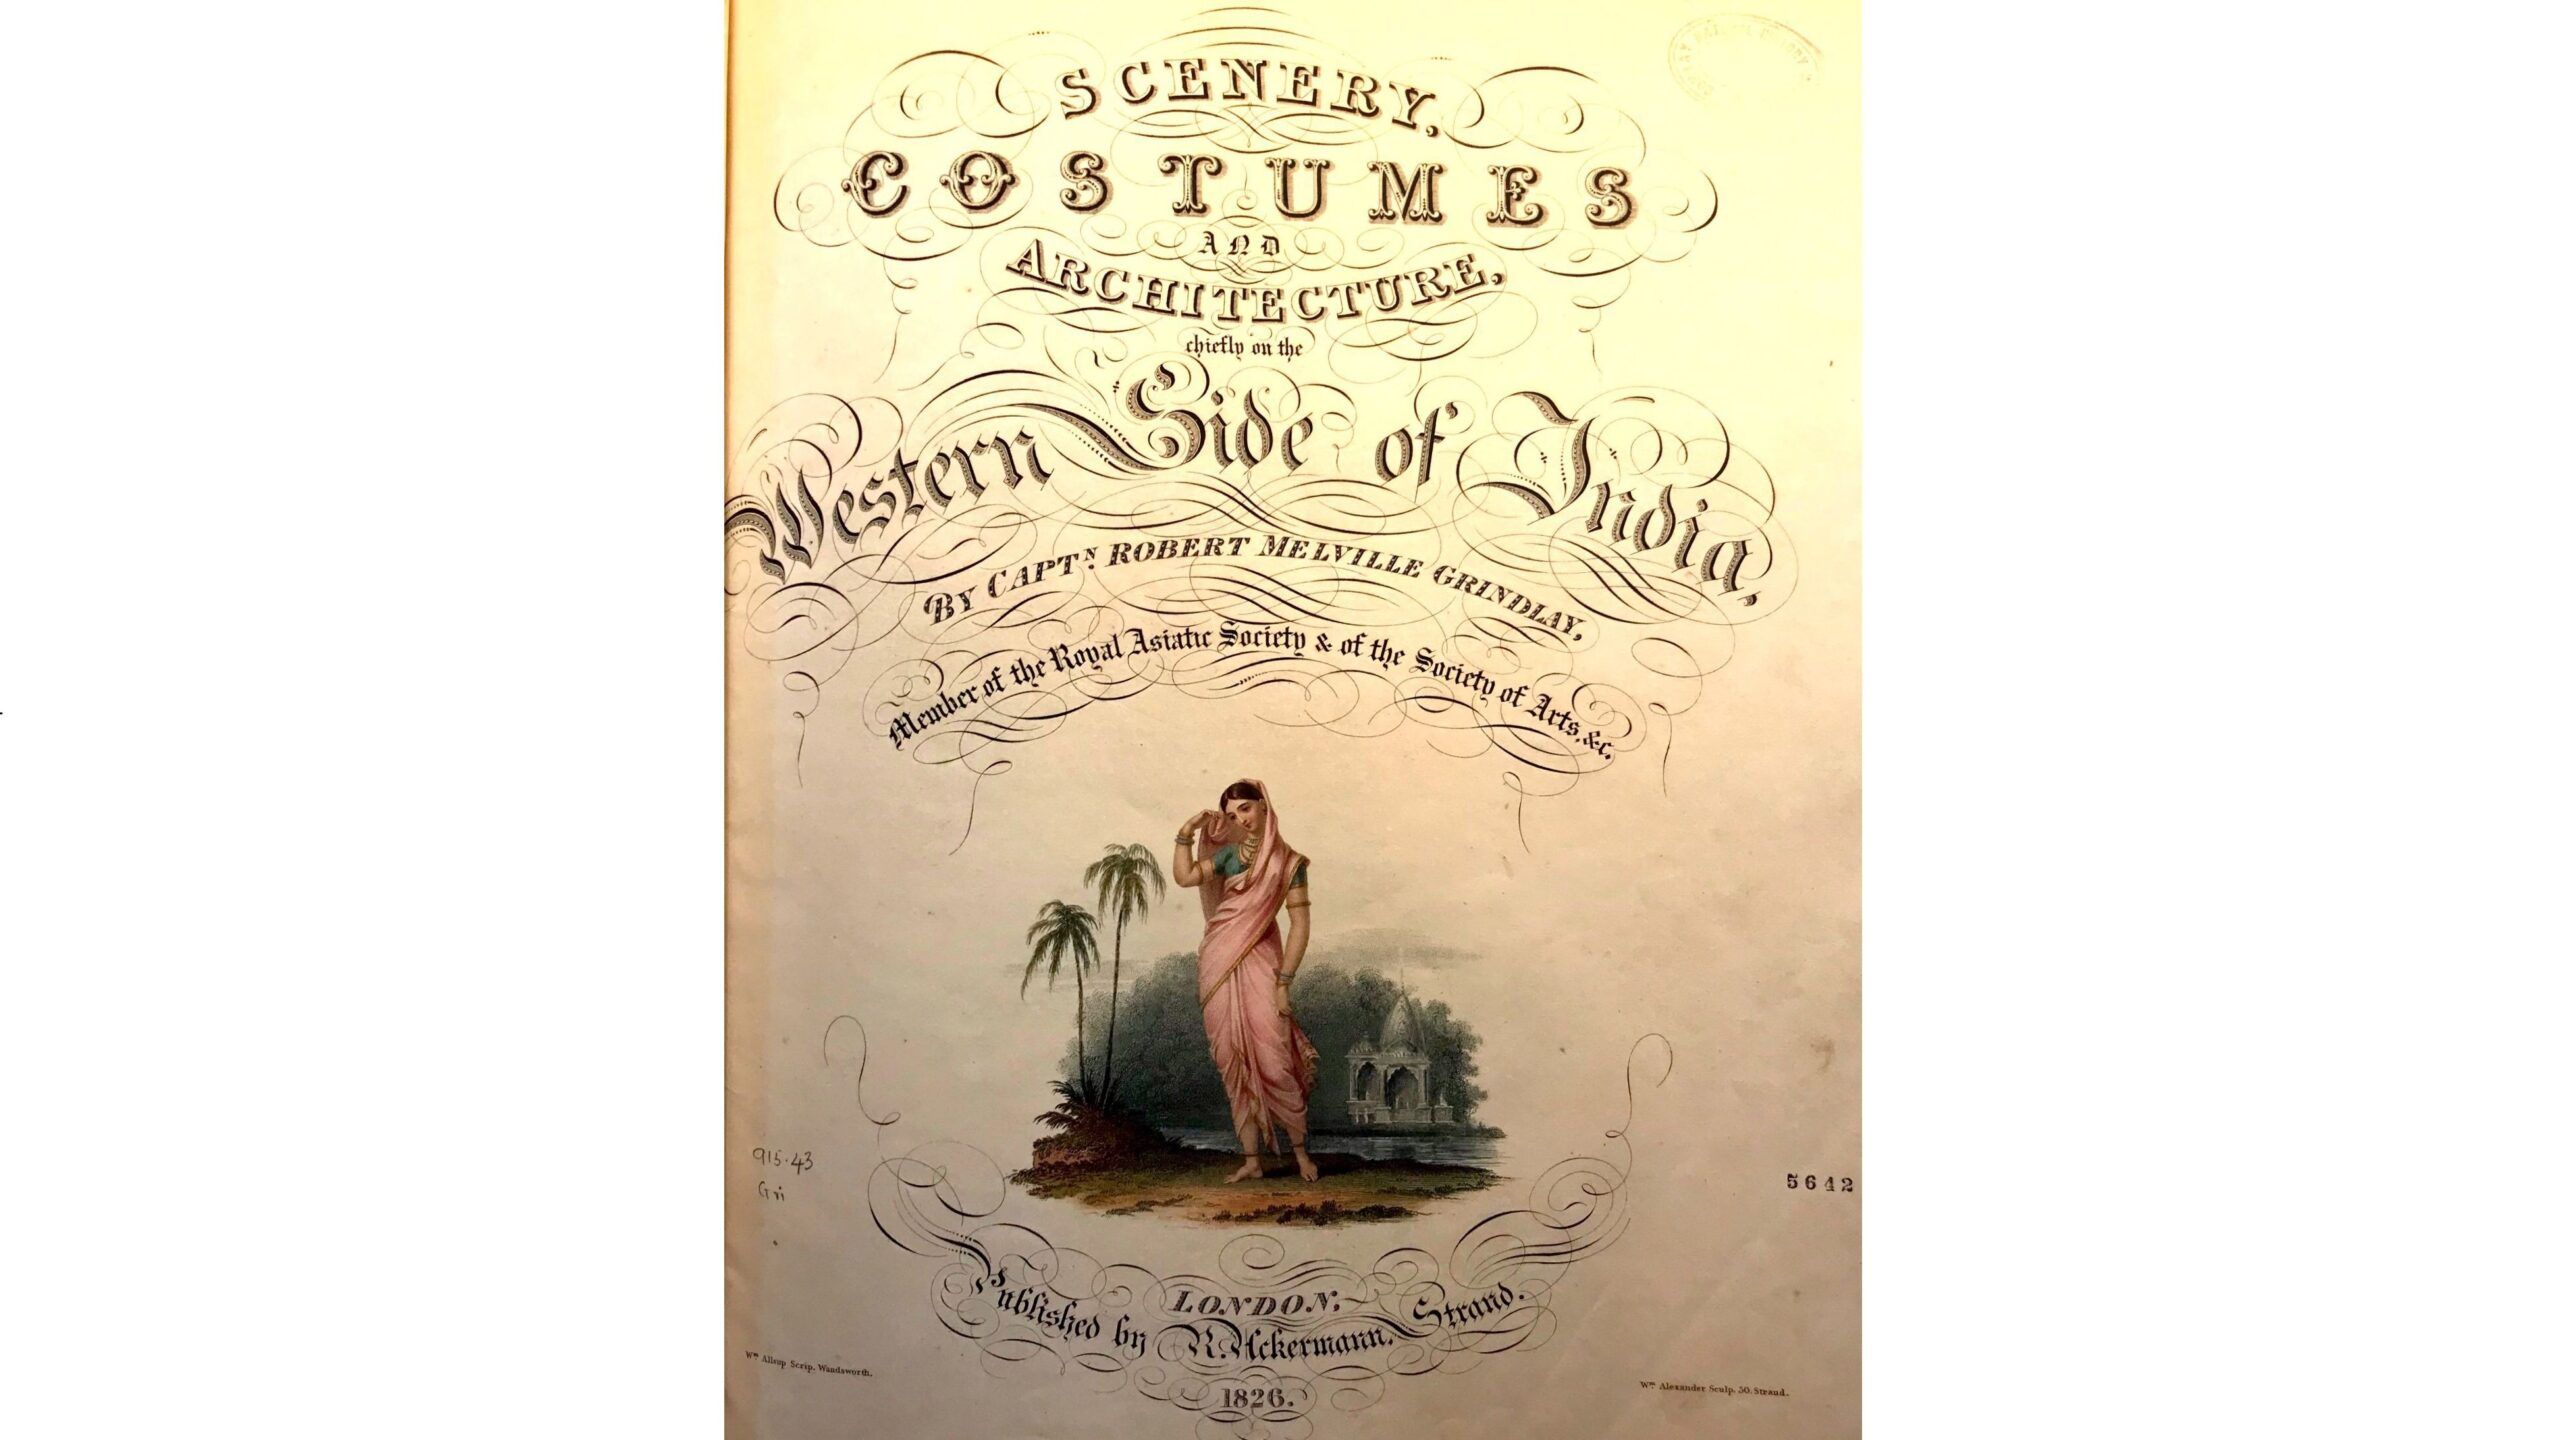 SCENERY,
COSTUMES
AND
ARCHITECTURE,
chiefly on the
Western Side of India,
BY CAPTN. ROBERT MELVILLE GRINDLAY,
Member of the Royal Asiatic Society & of the Society of Arts, &c.
915.43
Gri
5642
LONDON,
Published by R. Ackermann, Strand.
1826.
Wm Allsup Scrip. Wandsworth.
Wm Alexander Sculp. 50. Strand.